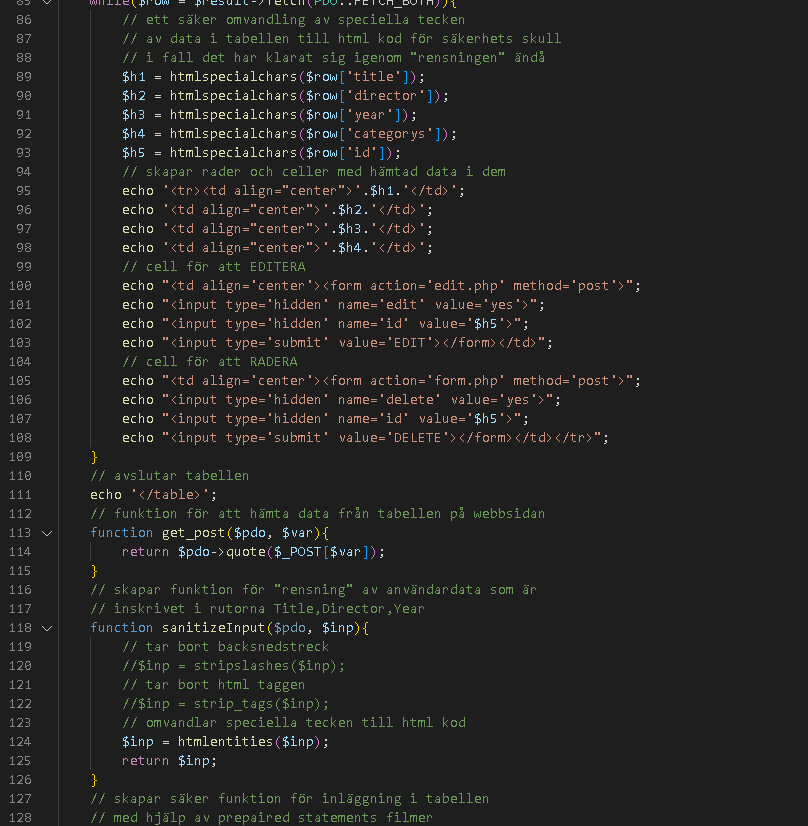 85 while($row = $result->fetch(PDO::FETCH_BOTH)){
86 // ett säker omvandling av speciella tecken
87 // av data i tabellen till html kod för säkerhets skull
88 // i fall det har klarat sig igenom "rensningen" ändå
89 $h1 = htmlspecialchars($row['title']);
90 $h2 = htmlspecialchars($row['director']);
91 $h3 = htmlspecialchars($row['year']);
92 $h4 = htmlspecialchars($row['categorys']);
93 $h5 = htmlspecialchars($row['id']);
94 // skapar rader och celler med hämtad data i dem
95 echo '<tr><td align="center">'.$h1.'</td>';
96 echo '<td align="center">'.$h2.'</td>';
97 echo '<td align="center">'.$h3.'</td>';
98 echo '<td align="center">'.$h4.'</td>';
99 // cell för att EDITERA
100 echo "<td align='center'><form action='edit.php' method='post'>";
101 echo "<input type='hidden' name='edit' value='yes'>";
102 echo "<input type='hidden' name='id' value='$h5'>";
103 echo "<input type='submit' value='EDIT'></form></td>";
104 // cell för att RADERA
105 echo "<td align='center'><form action='form.php' method='post'>";
106 echo "<input type='hidden' name='delete' value='yes'>";
107 echo "<input type='hidden' name='id' value='$h5'>";
108 echo "<input type='submit' value='DELETE'></form></td></tr>";
109 }
110 // avslutar tabellen
111 echo '</table>';
112 // funktion för att hämta data från tabellen på webbsidan
113 function get_post($pdo, $var){
114 return $pdo->quote($_POST[$var]);
115 }
116 // skapar funktion för "rensning" av användardata som är
117 // inskrivet i rutorna Title,Director,Year
118 function sanitizeInput($pdo, $inp){
119 // tar bort backsnedstreck
120 //$inp = stripslashes($inp);
121 // tar bort html taggen
122 //$inp = strip_tags($inp);
123 // omvandlar speciella tecken till html kod
124 $inp = htmlentities($inp);
125 return $inp;
126 }
127 // skapar säker funktion för inläggning i tabellen
128 // med hjälp av prepaired statements filmer